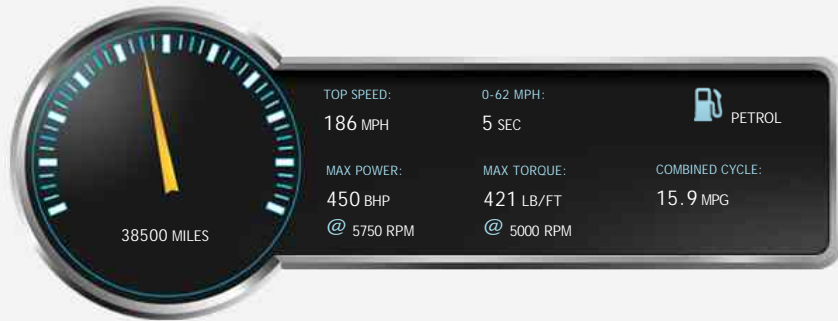 TOP SPEED:
186 MPH
0-62 MPH:
5 SEC
PETROL
MAX POWER:
450 BHP
@ 5750 RPM
MAX TORQUE:
421 LB/FT
@ 5000 RPM
COMBINED CYCLE:
15.9 MPG
38500 MILES